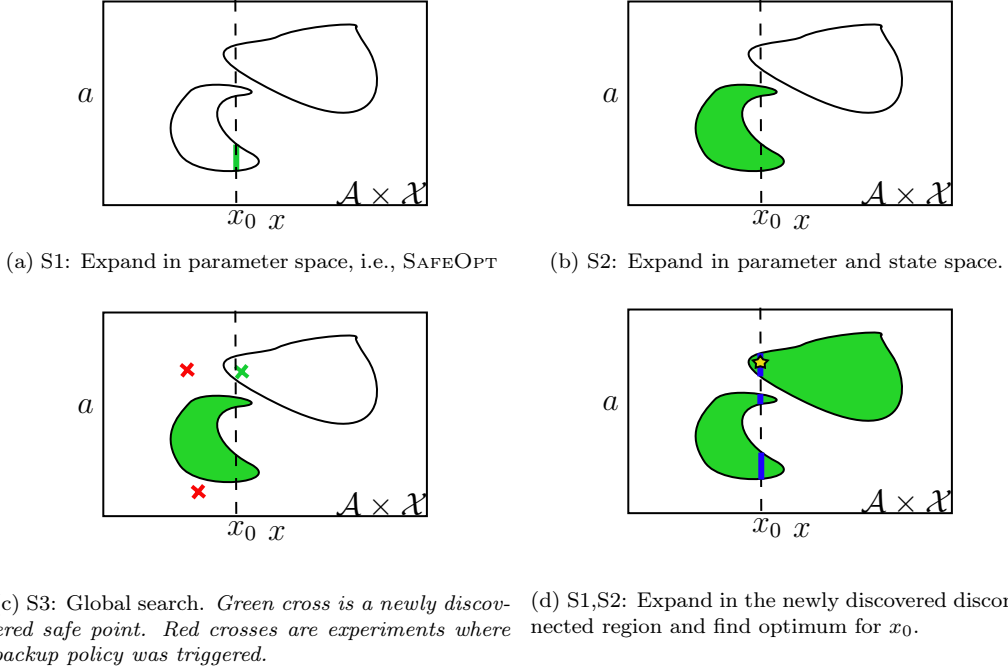 a
𝒜 × 𝒳
x₀ x
(a) S1: Expand in parameter space, i.e., SAFEOPT
a
𝒜 × 𝒳
x₀ x
(b) S2: Expand in parameter and state space.
a
𝒜 × 𝒳
x₀ x
c) S3: Global search. Green cross is a newly discov-
ered safe point. Red crosses are experiments where
backup policy was triggered.
a
𝒜 × 𝒳
x₀ x
(d) S1,S2: Expand in the newly discovered discon
nected region and find optimum for x₀.